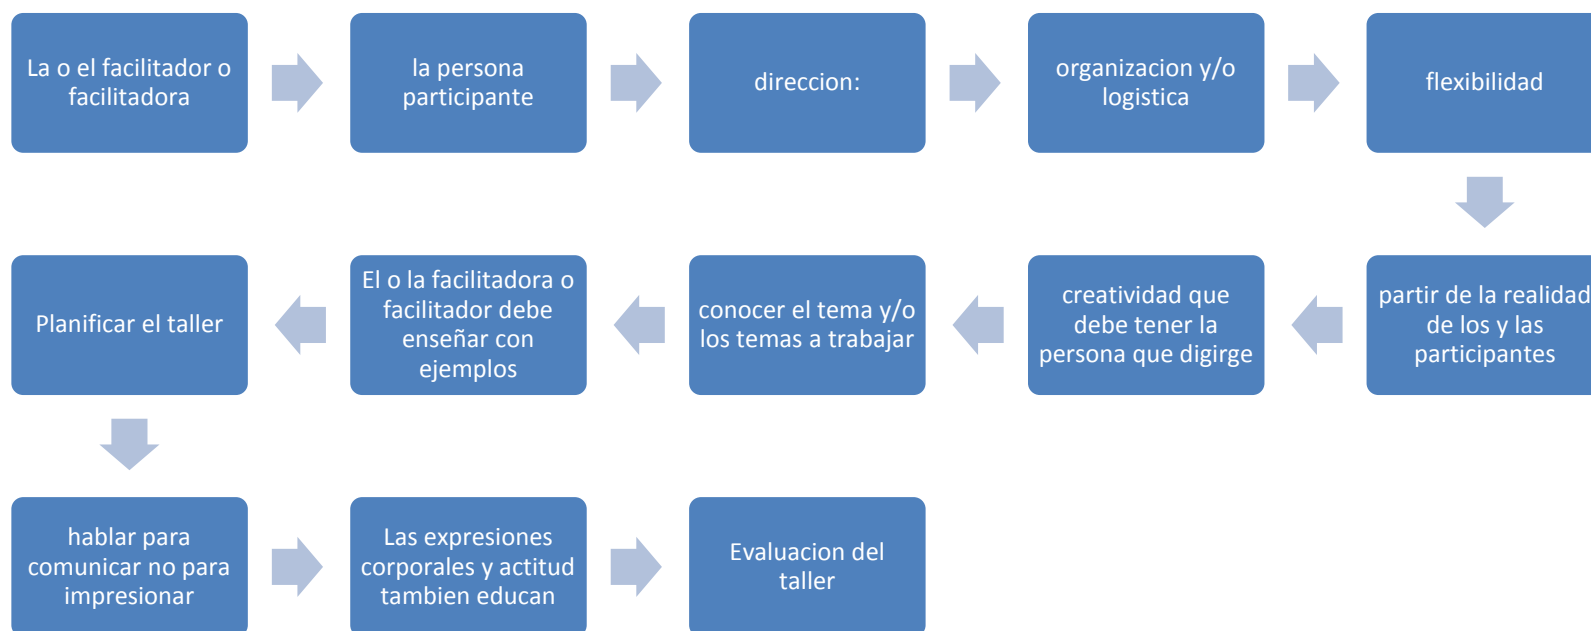 La o el facilitador o
facilitadora
la persona
participante
direccion:
organizacion y/o
logistica
flexibilidad
partir de la realidad
de los y las
participantes
creatividad que
debe tener la
persona que digirge
conocer el tema y/o
los temas a trabajar
El o la facilitadora o
facilitador debe
enseñar con
ejemplos
Planificar el taller
hablar para
comunicar no para
impresionar
Las expresiones
corporales y actitud
tambien educan
Evaluacion del
taller